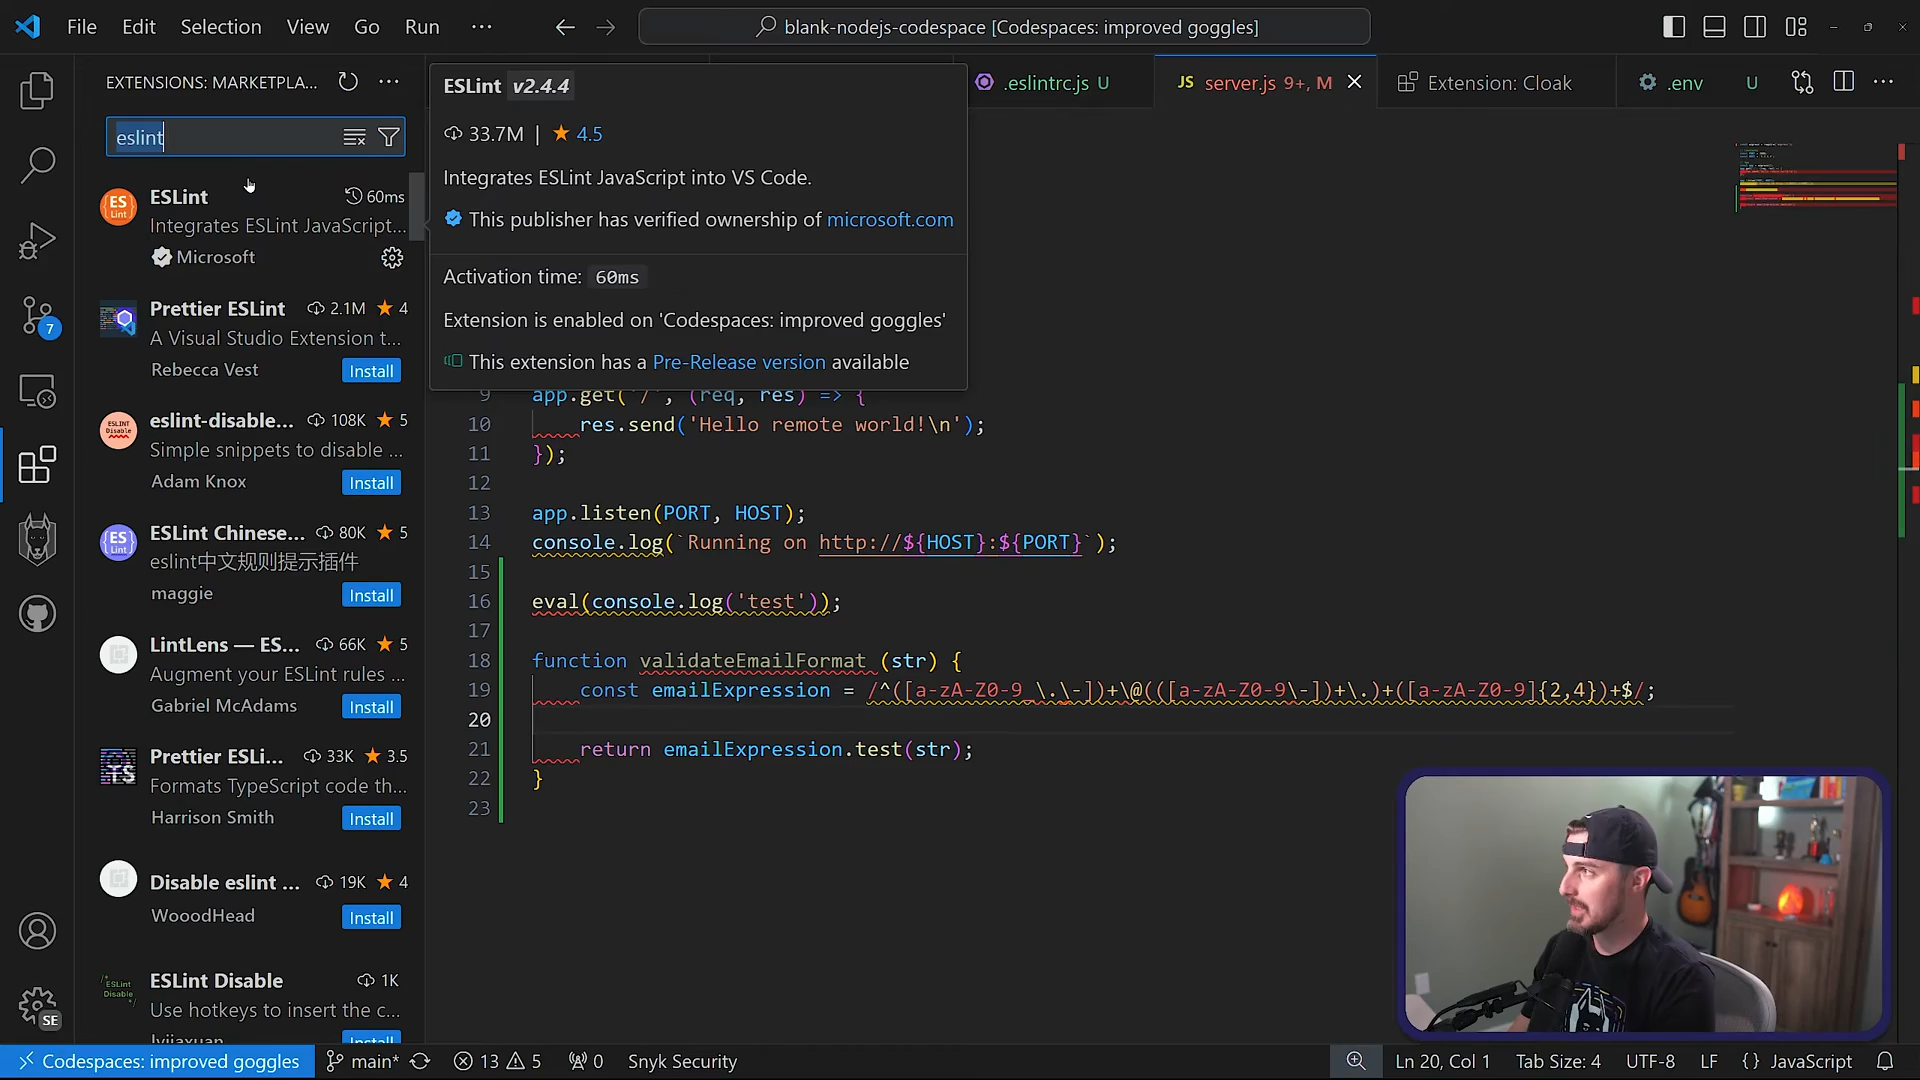 File Edit Selection View Go Run ···
blank-nodejs-codespace [Codespaces: improved goggles]
EXTENSIONS: MARKETPLA...
eslint
ESLint 60ms
Integrates ESLint JavaScript...
Microsoft
Prettier ESLint 2.1M ★ 4
A Visual Studio Extension t...
Rebecca Vest Install
eslint-disable... 108K ★ 5
Simple snippets to disable ...
Adam Knox Install
ESLint Chinese... 80K ★ 5
eslint中文规则提示插件
maggie Install
LintLens — ES... 66K ★ 5
Augment your ESLint rules ...
Gabriel McAdams Install
Prettier ESLi... 33K ★ 3.5
Formats TypeScript code th...
Harrison Smith Install
Disable eslint ... 19K ★ 4
WooodHead Install
ESLint Disable 1K
Use hotkeys to insert the c...
ESLint v2.4.4
33.7M | ★ 4.5
Integrates ESLint JavaScript into VS Code.
This publisher has verified ownership of microsoft.com
Activation time: 60ms
Extension is enabled on 'Codespaces: improved goggles'
This extension has a Pre-Release version available
.eslintrc.js U
JS server.js 9+, M
Extension: Cloak
.env U
9 app.get('/', (req, res) => {
10 res.send('Hello remote world!\n');
11 });
12
13 app.listen(PORT, HOST);
14 console.log(`Running on http://${HOST}:${PORT}`);
15
16 eval(console.log('test'));
17
18 function validateEmailFormat (str) {
19 const emailExpression = /^([a-zA-Z0-9_\.\-])+\@(([a-zA-Z0-9\-])+\.)+([a-zA-Z0-9]{2,4})+$/;
20
21 return emailExpression.test(str);
22 }
23
7
SE
Codespaces: improved goggles main* 13 5 0 Snyk Security
Ln 20, Col 1 Tab Size: 4 UTF-8 LF {} JavaScript